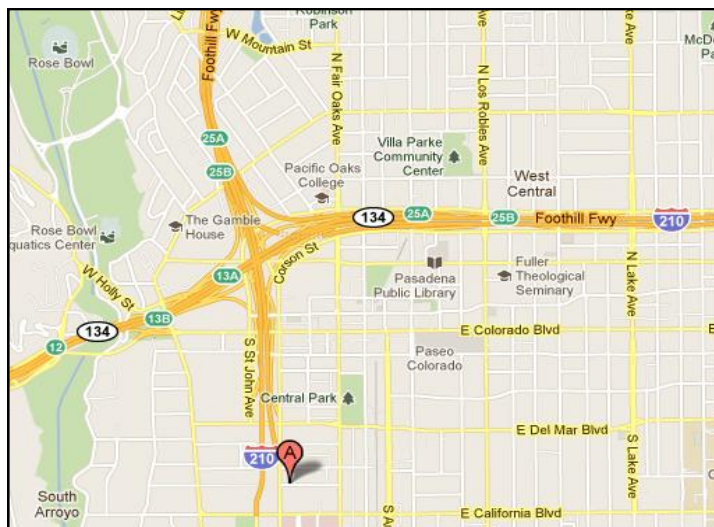 Robinson
Park
W Mountain St
Foothill Fwy
Rose Bowl
N Fair Oaks Ave
N Los Robles Ave
N Lake Ave
25A
25B
Villa Parke
Community
Center
Pacific Oaks
College
West
Central
134
25A
25B
Foothill Fwy
210
The Gamble
House
Rose Bowl
quatics Center
W Holly St
13A
Corson St
Pasadena
Public Library
Fuller
Theological
Seminary
13B
134
12
E Colorado Blvd
S St John Ave
Paseo
Colorado
Central Park
E Del Mar Blvd
S Lake Ave
210
A
South
Arroyo
E California Blvd